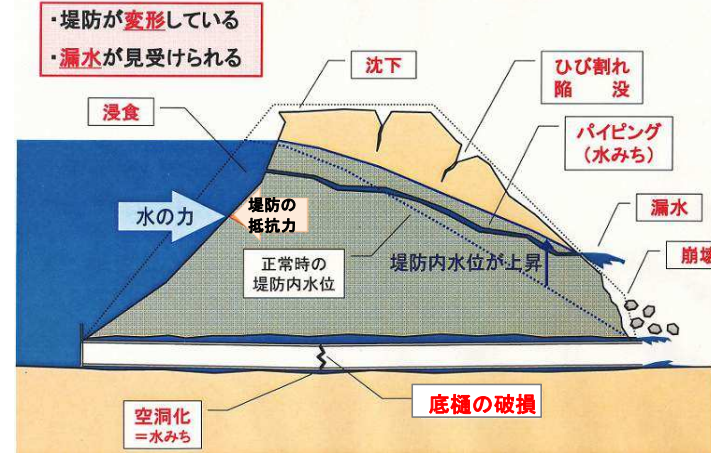 ・堤防が変形している
・漏水が見受けられる
沈下
ひび割れ
陥　没
浸食
パイピング
（水みち）
水の力
堤防の
抵抗力
漏水
正常時の
堤防内水位
堤防内水位が上昇
崩壊
底樋の破損
空洞化
＝水みち